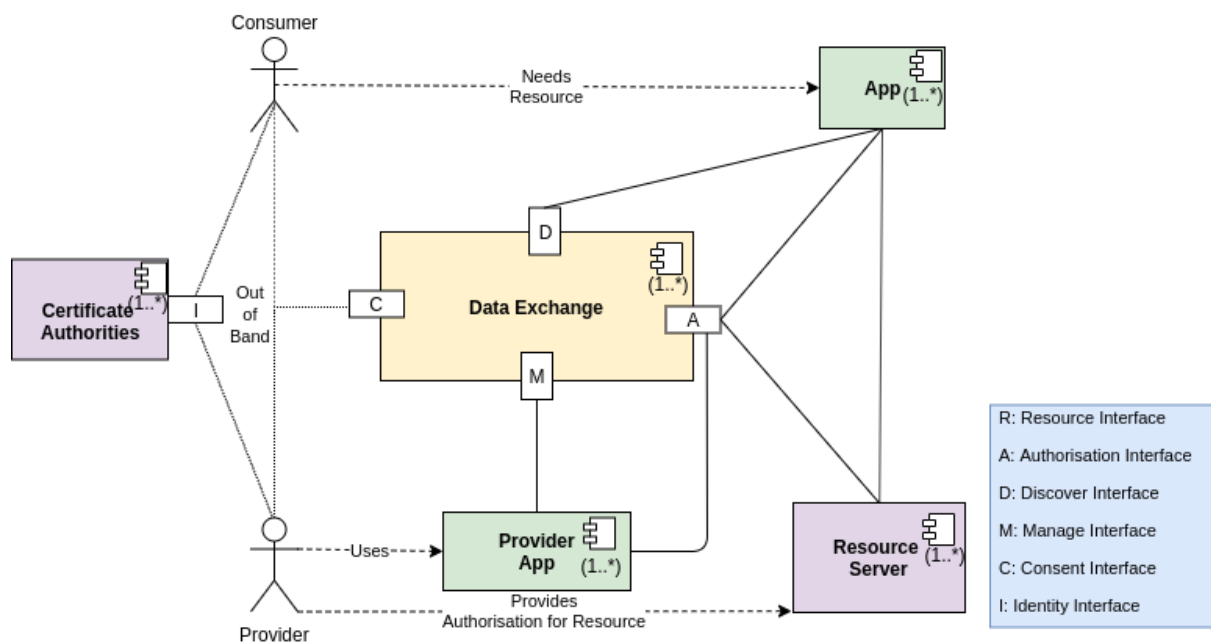 Consumer
Needs
Resource
App
(1..*)
D
(1..*)
Data Exchange
C
A
M
Certificate
Authorities
(1..*)
I
Out
of
Band
R: Resource Interface
A: Authorisation Interface
D: Discover Interface
M: Manage Interface
C: Consent Interface
I: Identity Interface
Uses
Provider
App
(1..*)
Resource
Server
(1..*)
Provides
Authorisation for Resource
Provider